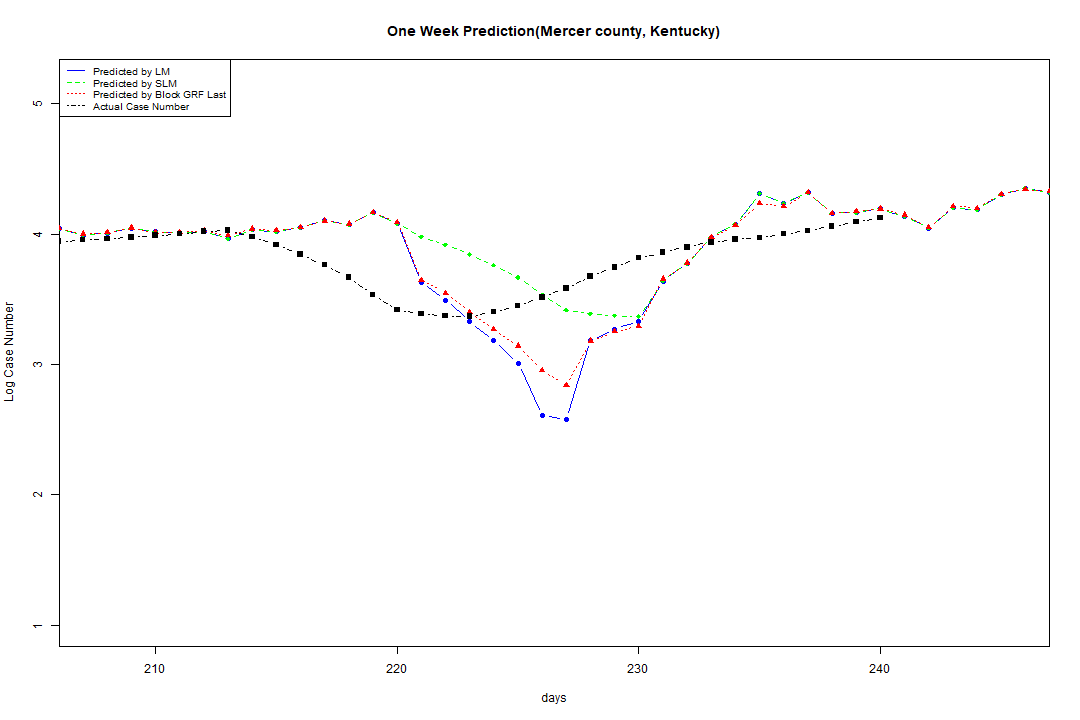 One Week Prediction(Mercer county, Kentucky)
Predicted by LM
Predicted by SLM
Predicted by Block GRF Last
Actual Case Number
5
4
3
2
1
Log Case Number
210 220 230 240
days